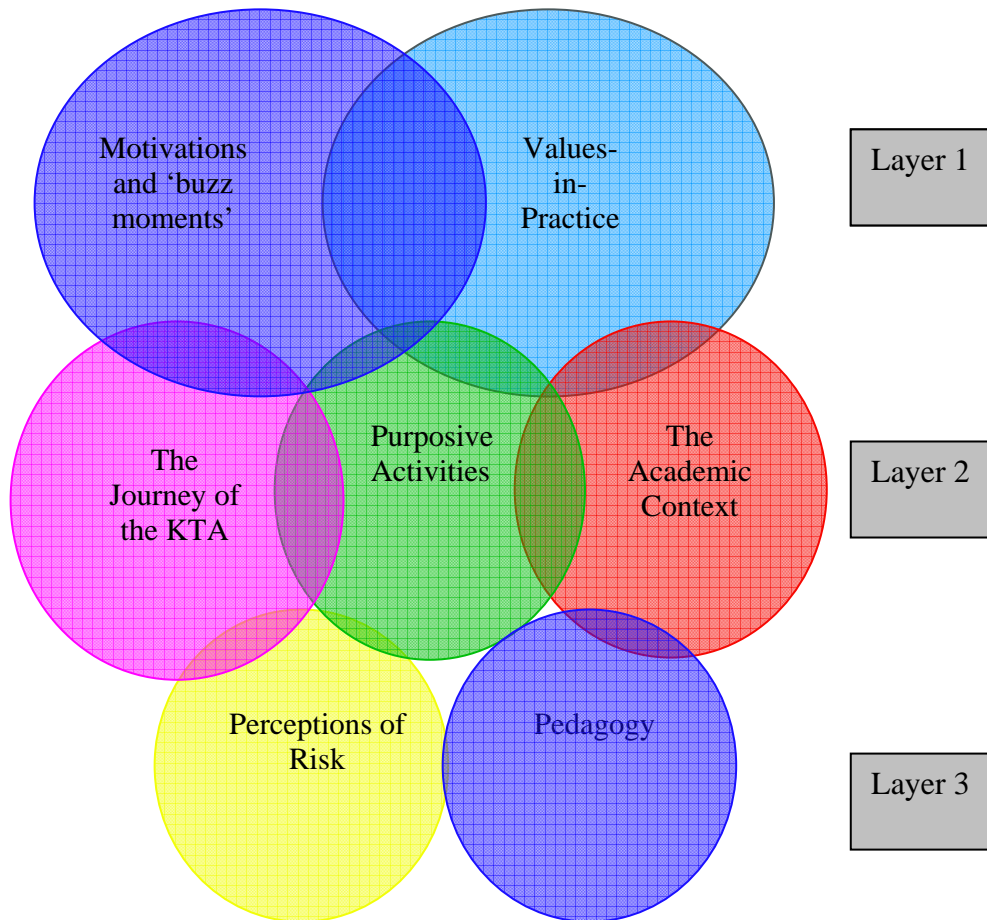 Motivations
and ‘buzz
moments’
Values-
in-
Practice
Layer 1
The
Journey of
the KTA
Purposive
Activities
The
Academic
Context
Layer 2
Perceptions of
Risk
Pedagogy
Layer 3